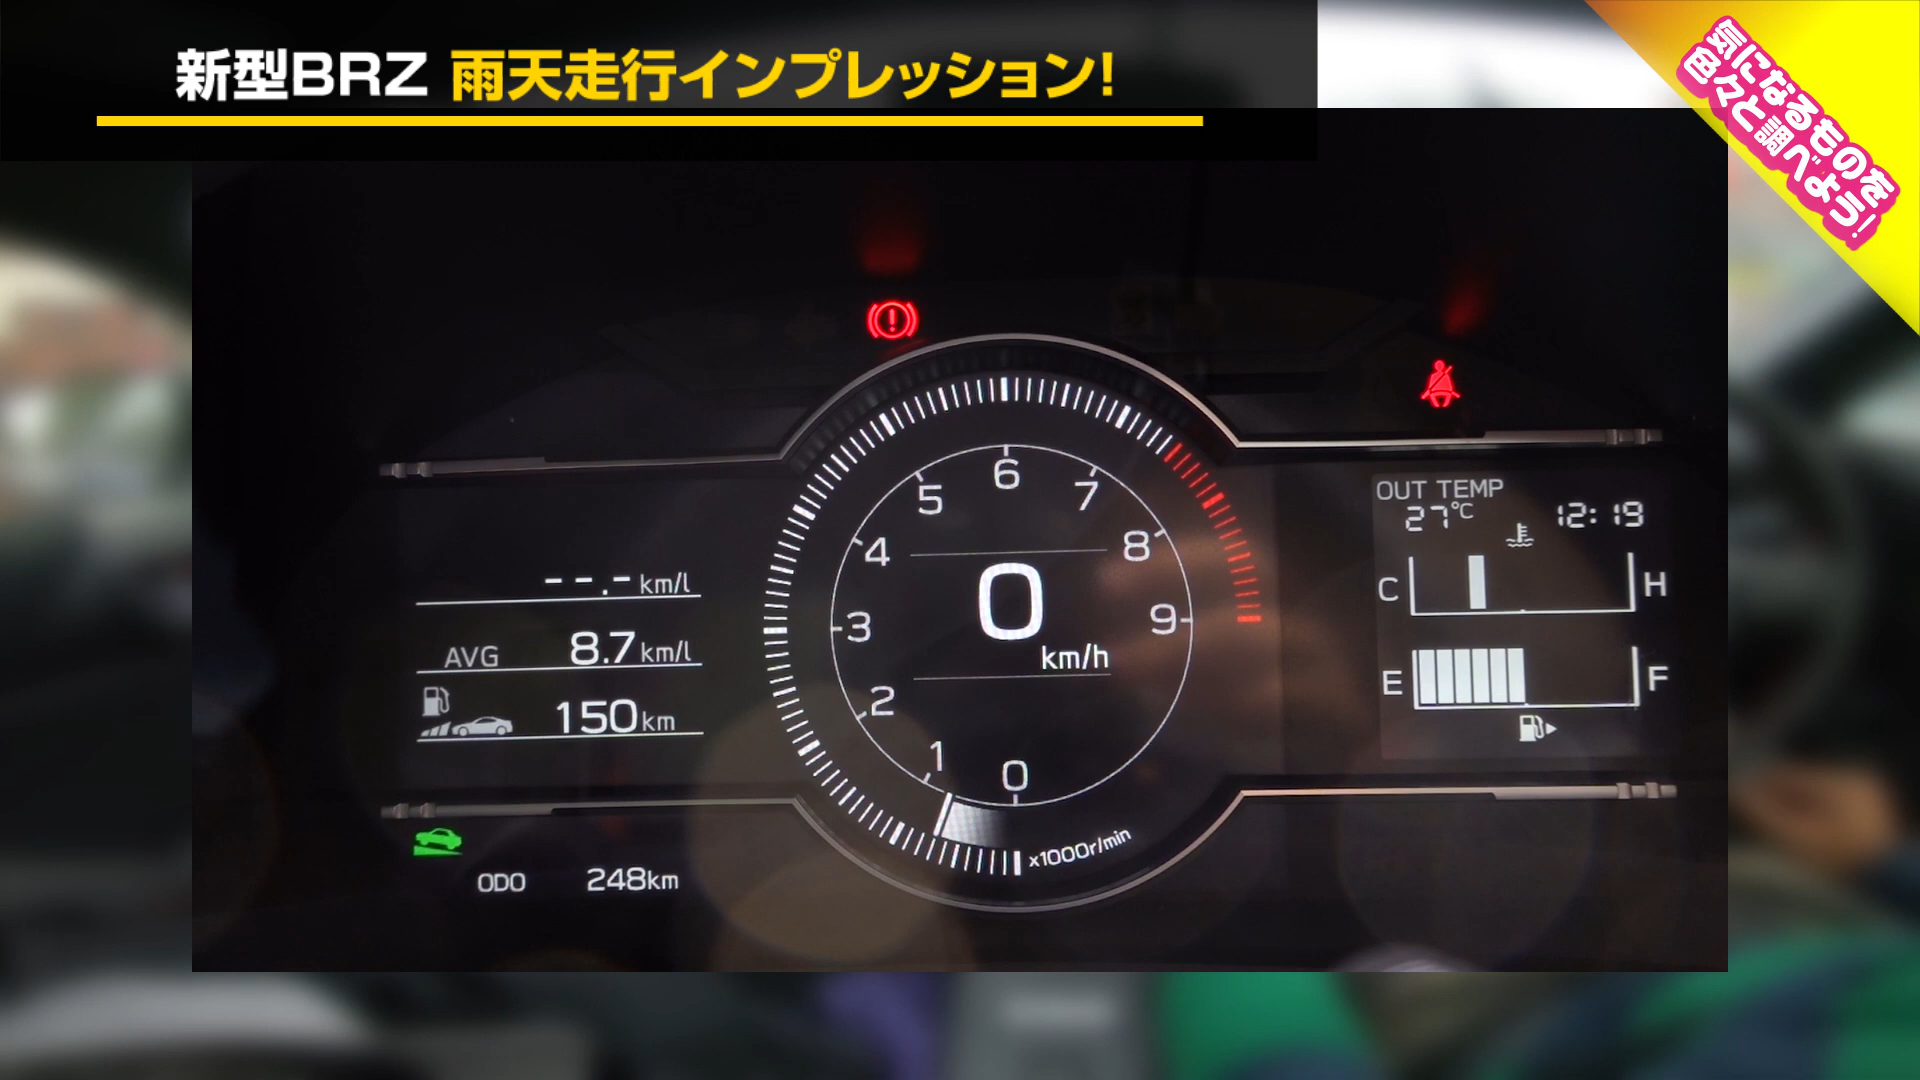 新型BRZ 雨天走行インプレッション!
気になるものを
色々と調べよう!
5 6 7
4 8
3 9
2
1 0
0
km/h
x1000r/min
--.- km/l
AVG 8.7 km/l
150 km
ODO 248km
OUT TEMP
27℃ 12:19
C H
E F